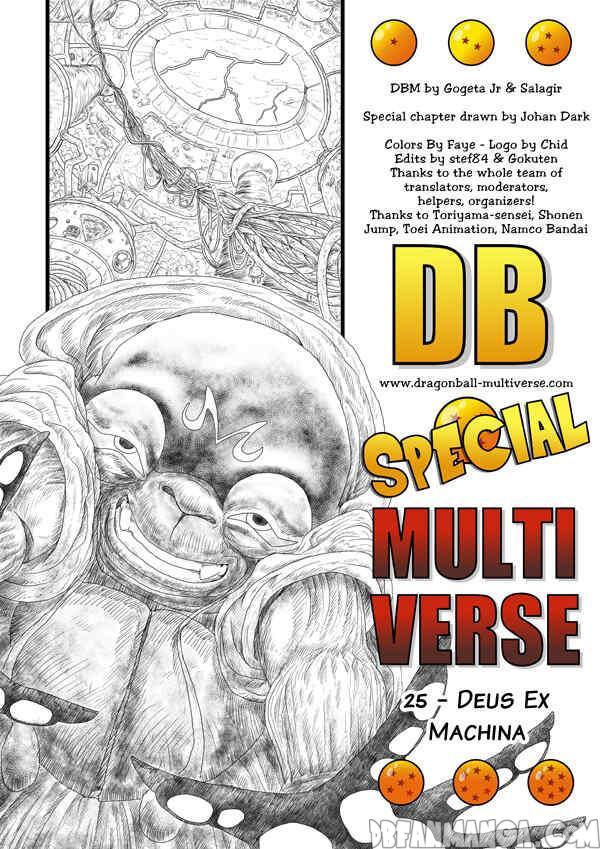 DBM by Gogeta Jr & Salagir
Special chapter drawn by Johan Dark
Colors By Faye - Logo by Chid
Edits by stef84 & Gokuten
Thanks to the whole team of
translators, moderators,
helpers, organizers!
Thanks to Toriyama-sensei, Shonen
Jump, Toei Animation, Namco Bandai
DB
www.dragonball-multiverse.com
SPECIAL
MULTI
VERSE
25 - DEUS EX
MACHINA
M
DBFANMANGA.COM